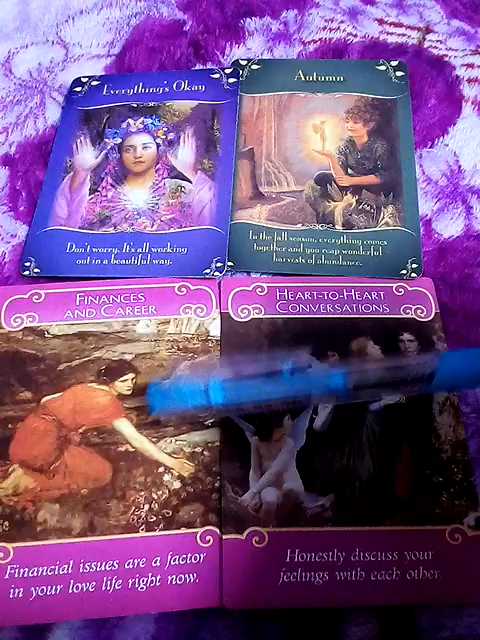 Everything's Okay
Don't worry. It's all working
out in a beautiful way.
Autumn
In the fall season, everything comes
together and you reap wonderful
harvests of abundance.
FINANCES
AND CAREER
Financial issues are a factor
in your love life right now.
HEART-TO-HEART
CONVERSATIONS
Honestly discuss your
feelings with each other.